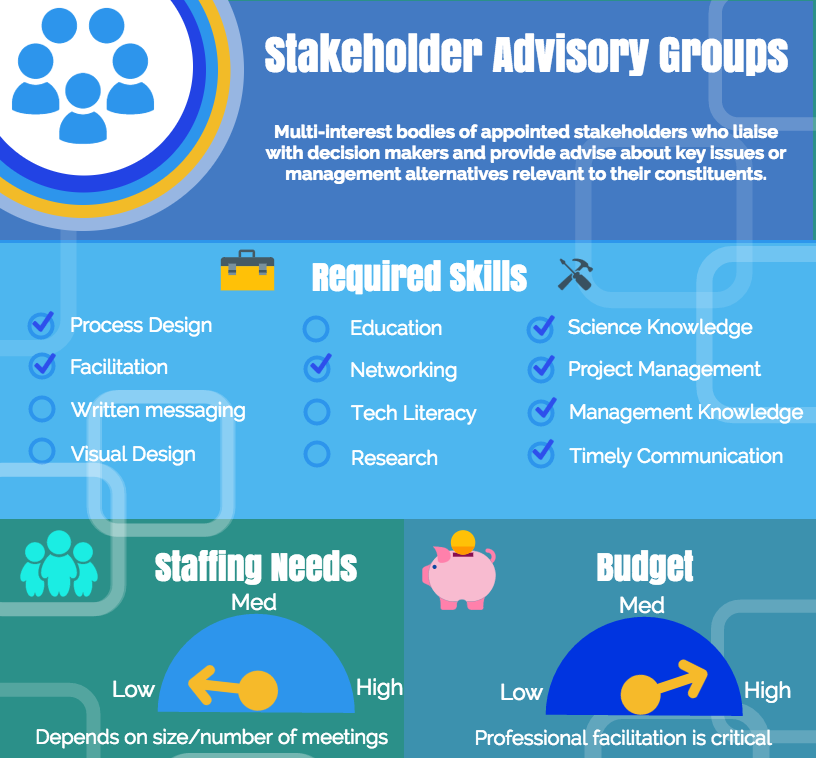 Stakeholder Advisory Groups
Multi-interest bodies of appointed stakeholders who liaise
with decision makers and provide advise about key issues or
management alternatives relevant to their constituents.
Required Skills
Process Design
Facilitation
Written messaging
Visual Design
Education
Networking
Tech Literacy
Research
Science Knowledge
Project Management
Management Knowledge
Timely Communication
Staffing Needs
Med
Low
High
Depends on size/number of meetings
Budget
Med
Low
High
Professional facilitation is critical